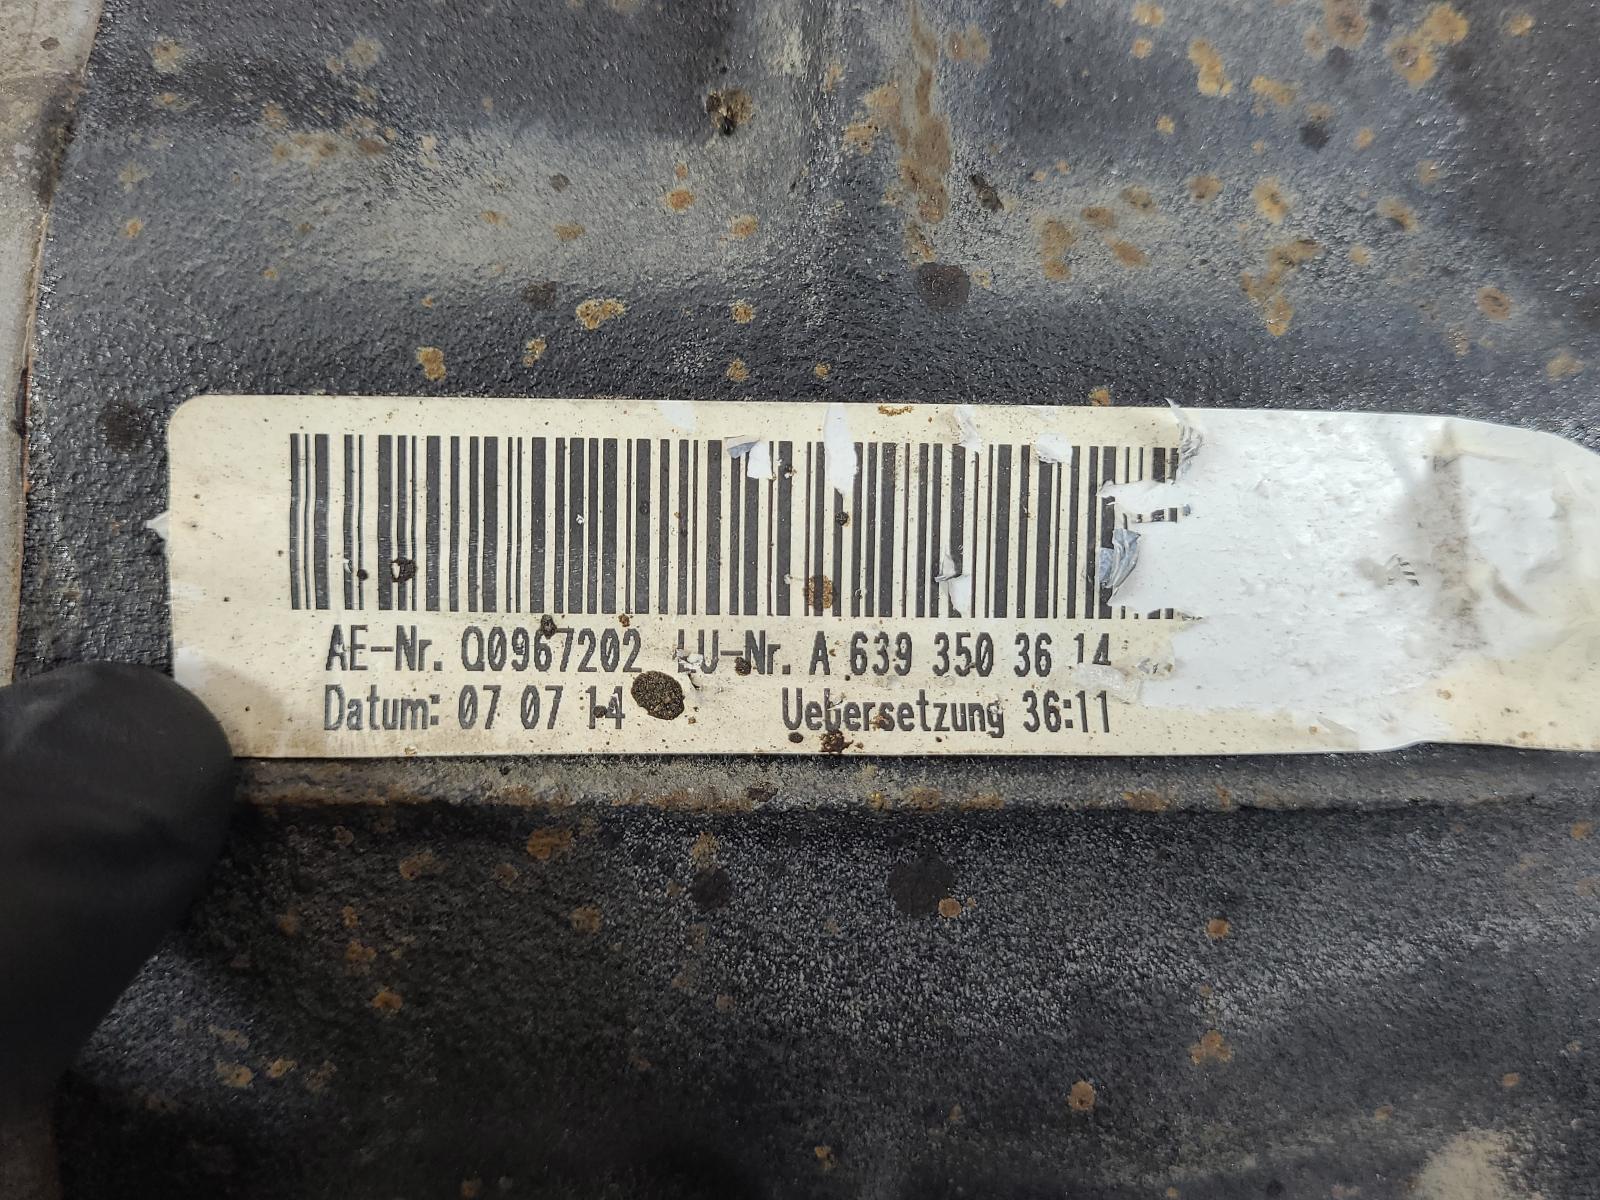 AE-Nr. Q0967202 LU-Nr. A 639 350 36 14
Datum: 07 07 14 Uebersetzung 36:11